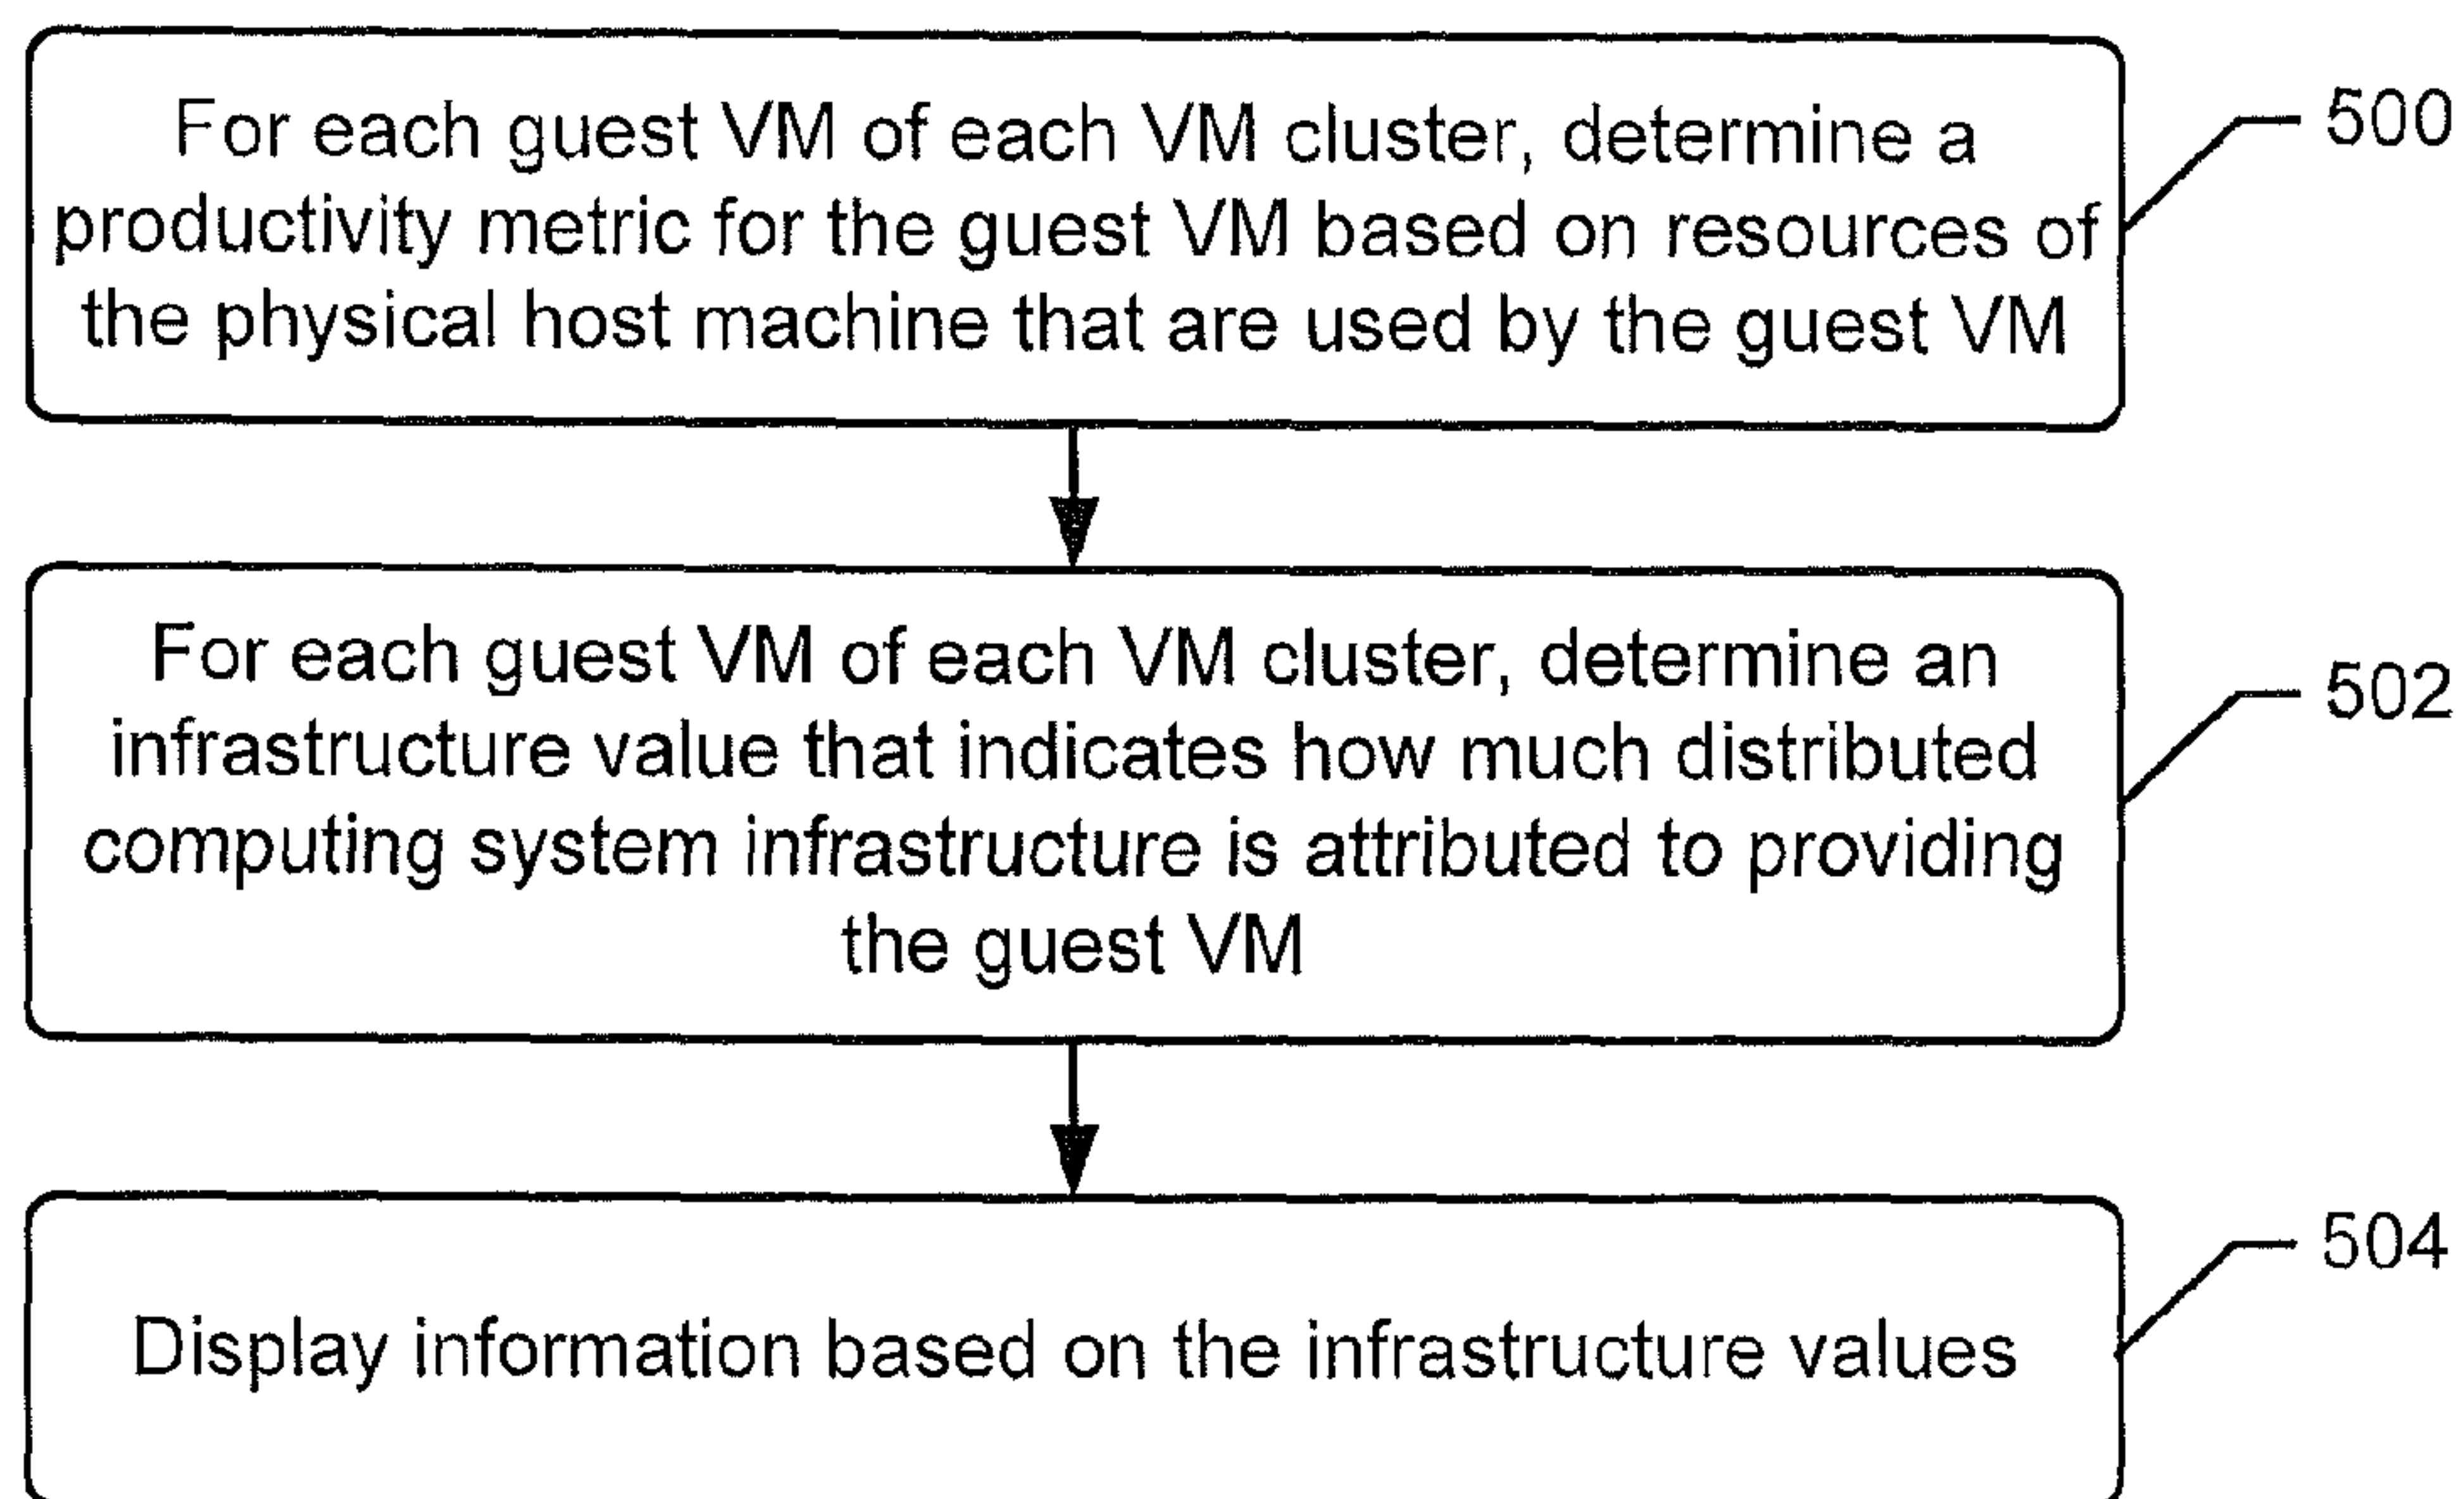 For each guest VM of each VM cluster, determine a
productivity metric for the guest VM based on resources of
the physical host machine that are used by the guest VM
500
For each guest VM of each VM cluster, determine an
infrastructure value that indicates how much distributed
computing system infrastructure is attributed to providing
the guest VM
502
Display information based on the infrastructure values
504